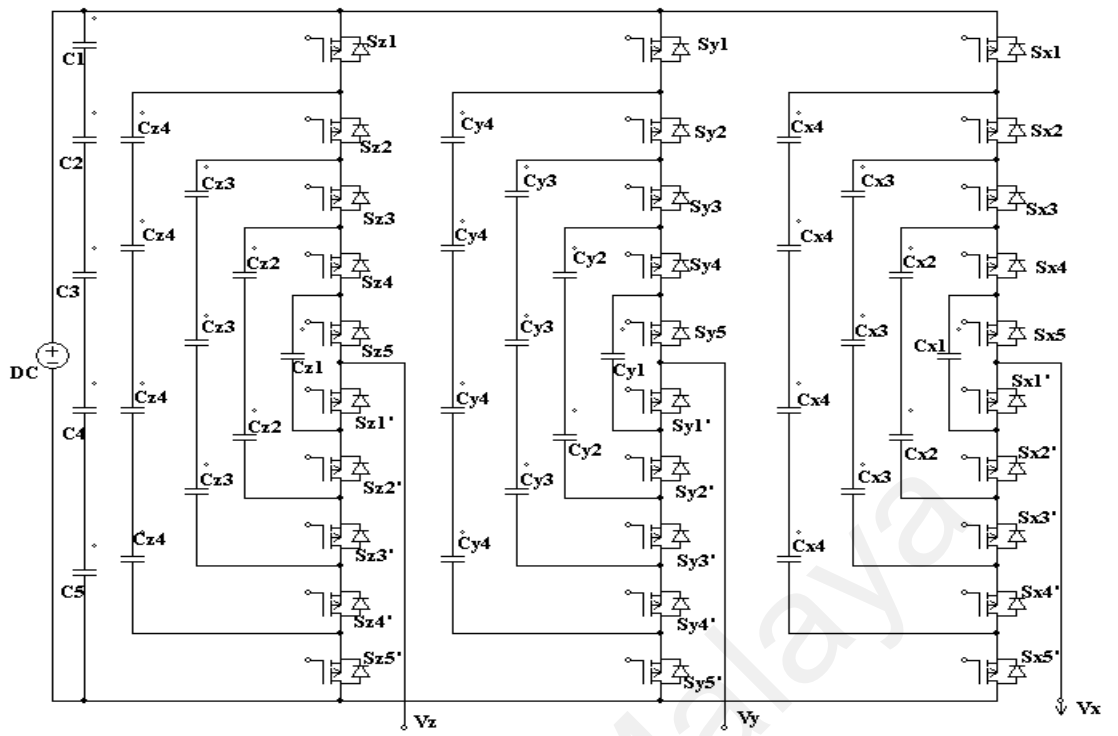 C1
C2
C3
C4
C5
DC
Cz4
Cz4
Cz4
Cz4
Cz3
Cz3
Cz3
Cz2
Cz2
Cz1
Sz1
Sz2
Sz3
Sz4
Sz5
Sz1'
Sz2'
Sz3'
Sz4'
Sz5'
Vz
Cy4
Cy4
Cy4
Cy4
Cy3
Cy3
Cy3
Cy2
Cy2
Cy1
Sy1
Sy2
Sy3
Sy4
Sy5
Sy1'
Sy2'
Sy3'
Sy4'
Sy5'
Vy
Cx4
Cx4
Cx4
Cx4
Cx3
Cx3
Cx3
Cx2
Cx2
Cx1
Sx1
Sx2
Sx3
Sx4
Sx5
Sx1'
Sx2'
Sx3'
Sx4'
Sx5'
Vx
Malaya